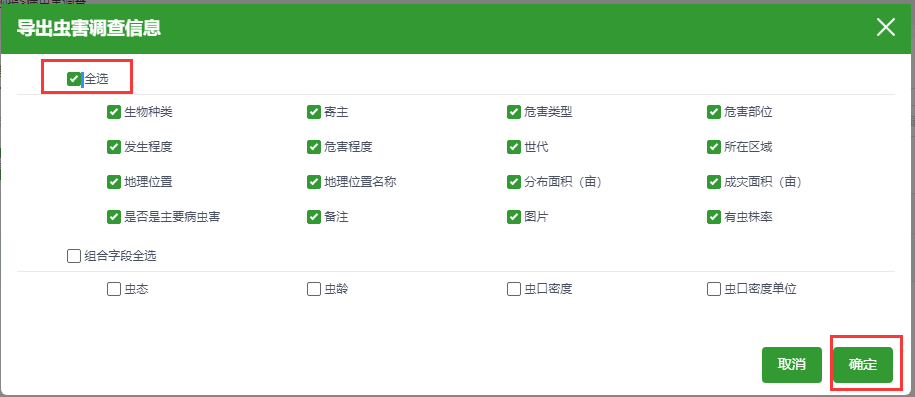 导出虫害调查信息
全选
生物种类 寄主 危害类型 危害部位
发生程度 危害程度 世代 所在区域
地理位置 地理位置名称 分布面积（亩） 成灾面积（亩）
是否是主要病虫害 备注 图片 有虫株率
组合字段全选
虫态 虫龄 虫口密度 虫口密度单位
取消 确定